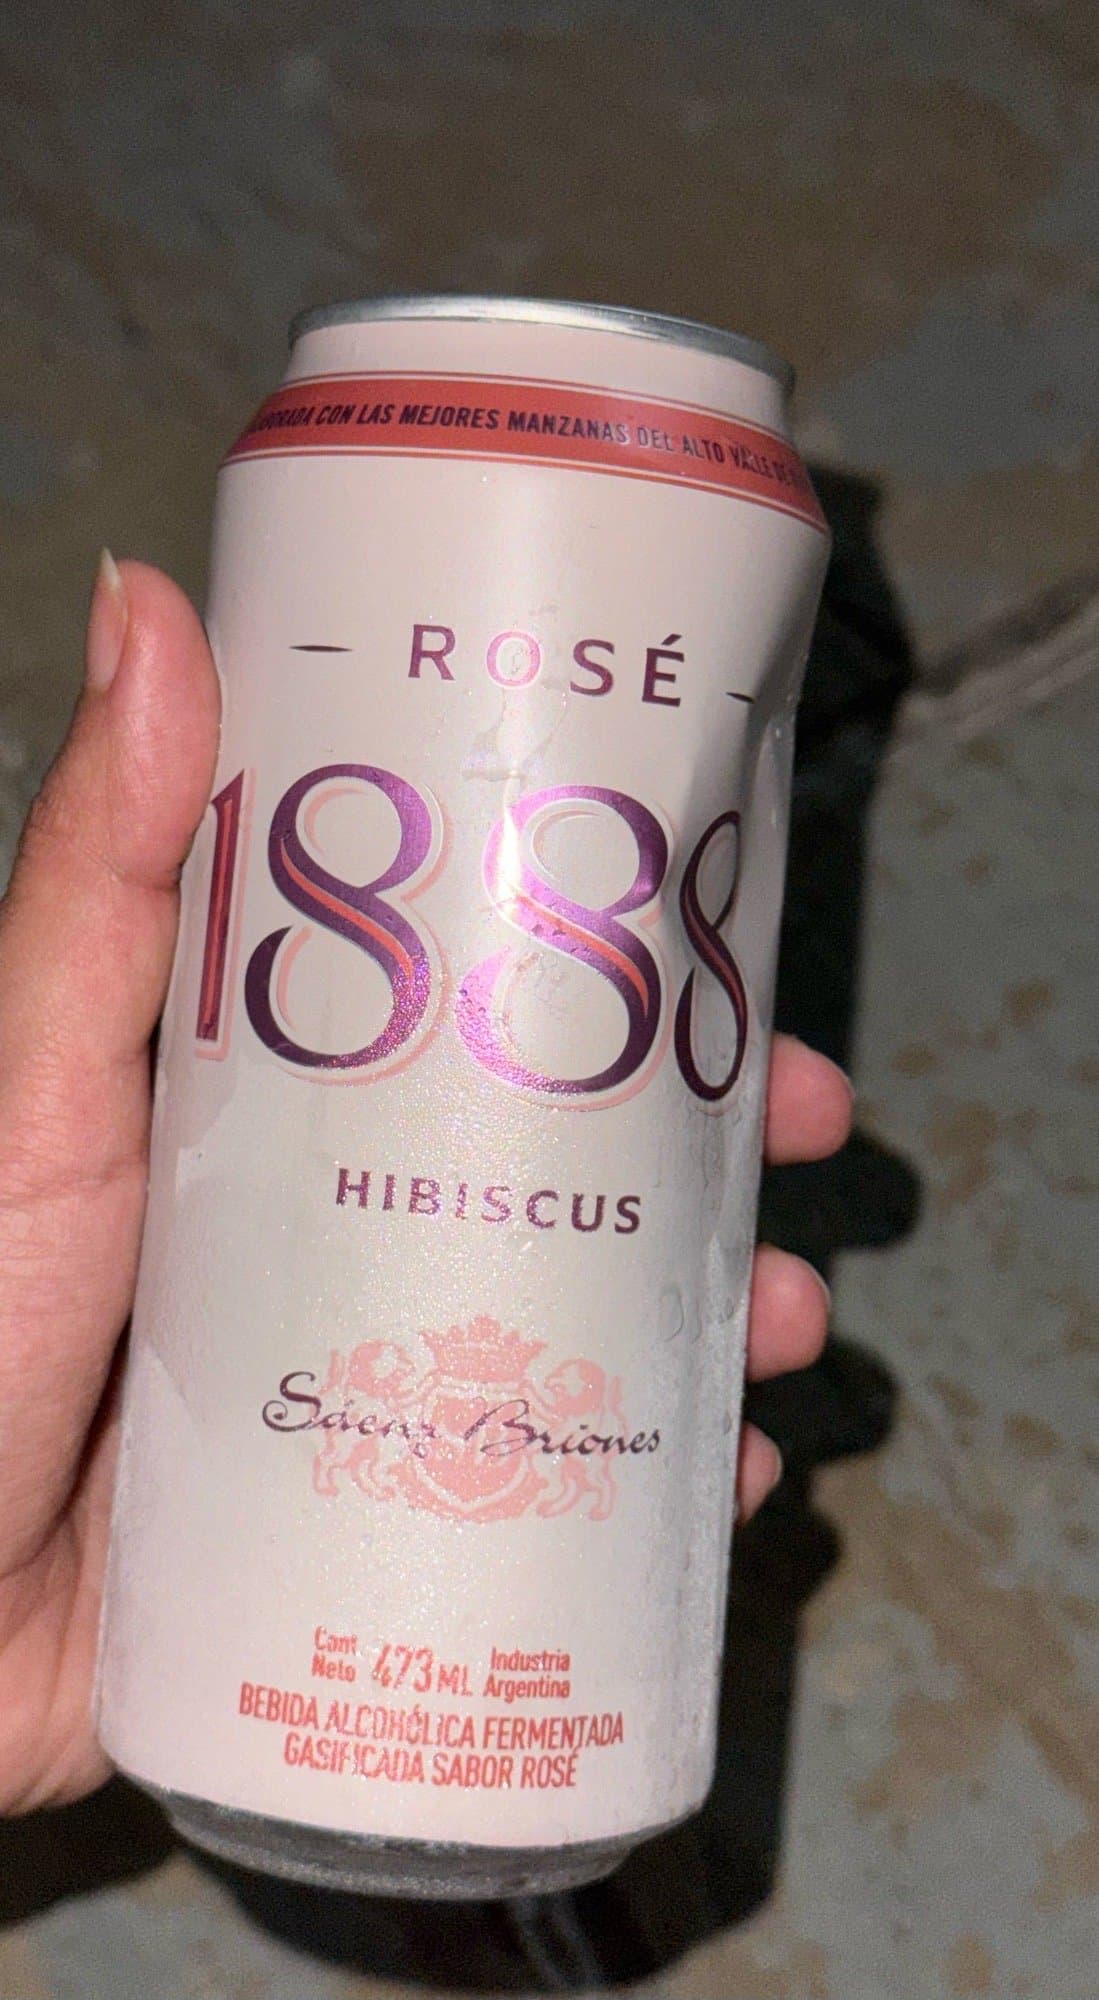 ELABORADA CON LAS MEJORES MANZANAS DEL ALTO VALLE DE
ROSÉ
1888
HIBISCUS
Sáenz Briones
Cont
Neto 473 ML Industria
Argentina
BEBIDA ALCOHÓLICA FERMENTADA
GASIFICADA SABOR ROSÉ